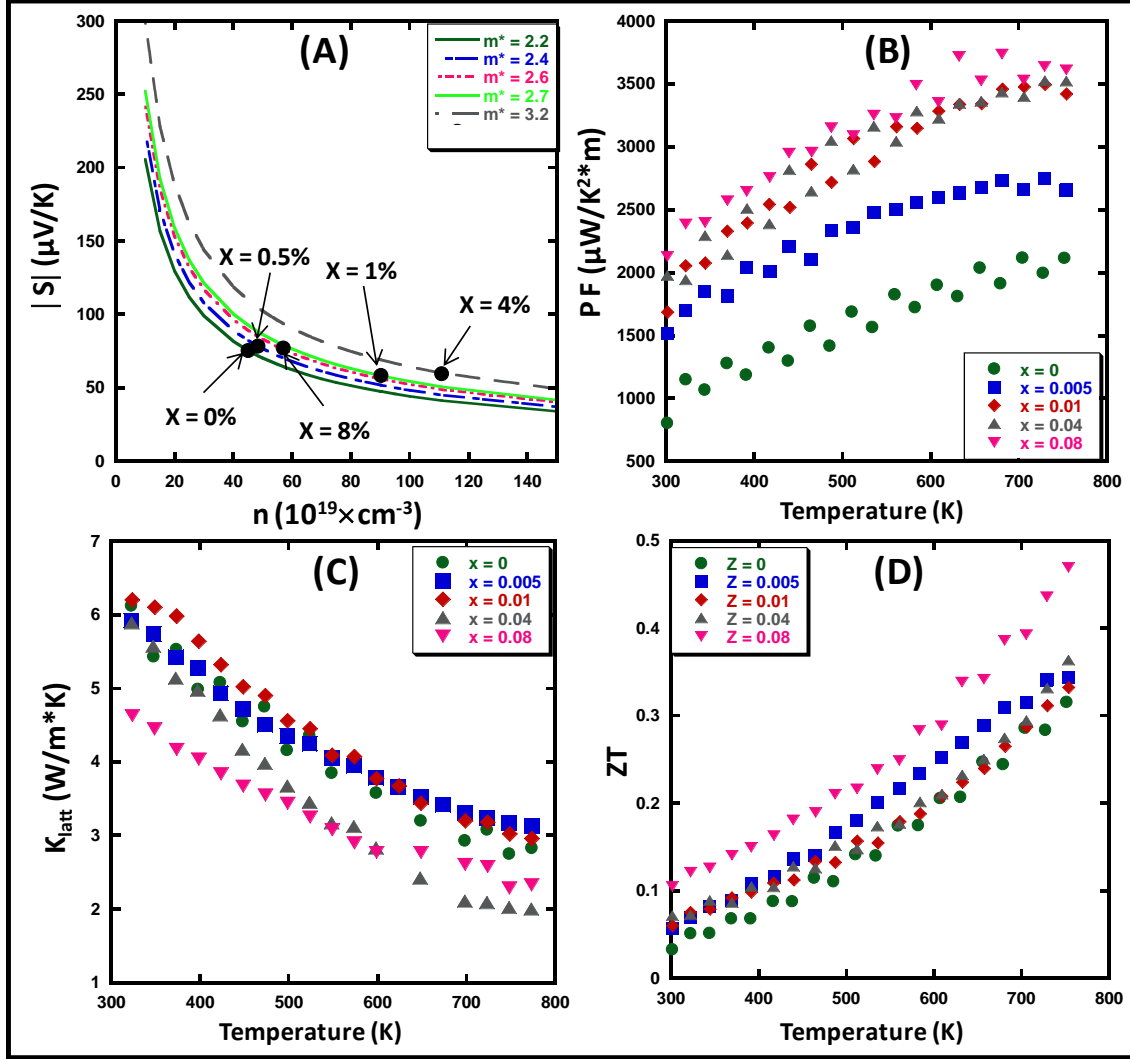 (A)
m* = 2.2
m* = 2.4
m* = 2.6
m* = 2.7
m* = 3.2
300
250
200
150
100
50
0
|S| (µV/K)
X = 0.5%
X = 1%
X = 4%
X = 0%
X = 8%
0 20 40 60 80 100 120 140
n (10¹⁹×cm⁻³)
(B)
4000
3500
3000
2500
2000
1500
1000
500
PF (µW/K²*m)
x = 0
x = 0.005
x = 0.01
x = 0.04
x = 0.08
300 400 500 600 700 800
Temperature (K)
(C)
7
6
5
4
3
2
1
K_latt (W/m*K)
x = 0
x = 0.005
x = 0.01
x = 0.04
x = 0.08
300 400 500 600 700 800
Temperature (K)
(D)
0.5
0.4
0.3
0.2
0.1
0
ZT
Z = 0
Z = 0.005
Z = 0.01
Z = 0.04
Z = 0.08
300 400 500 600 700 800
Temperature (K)